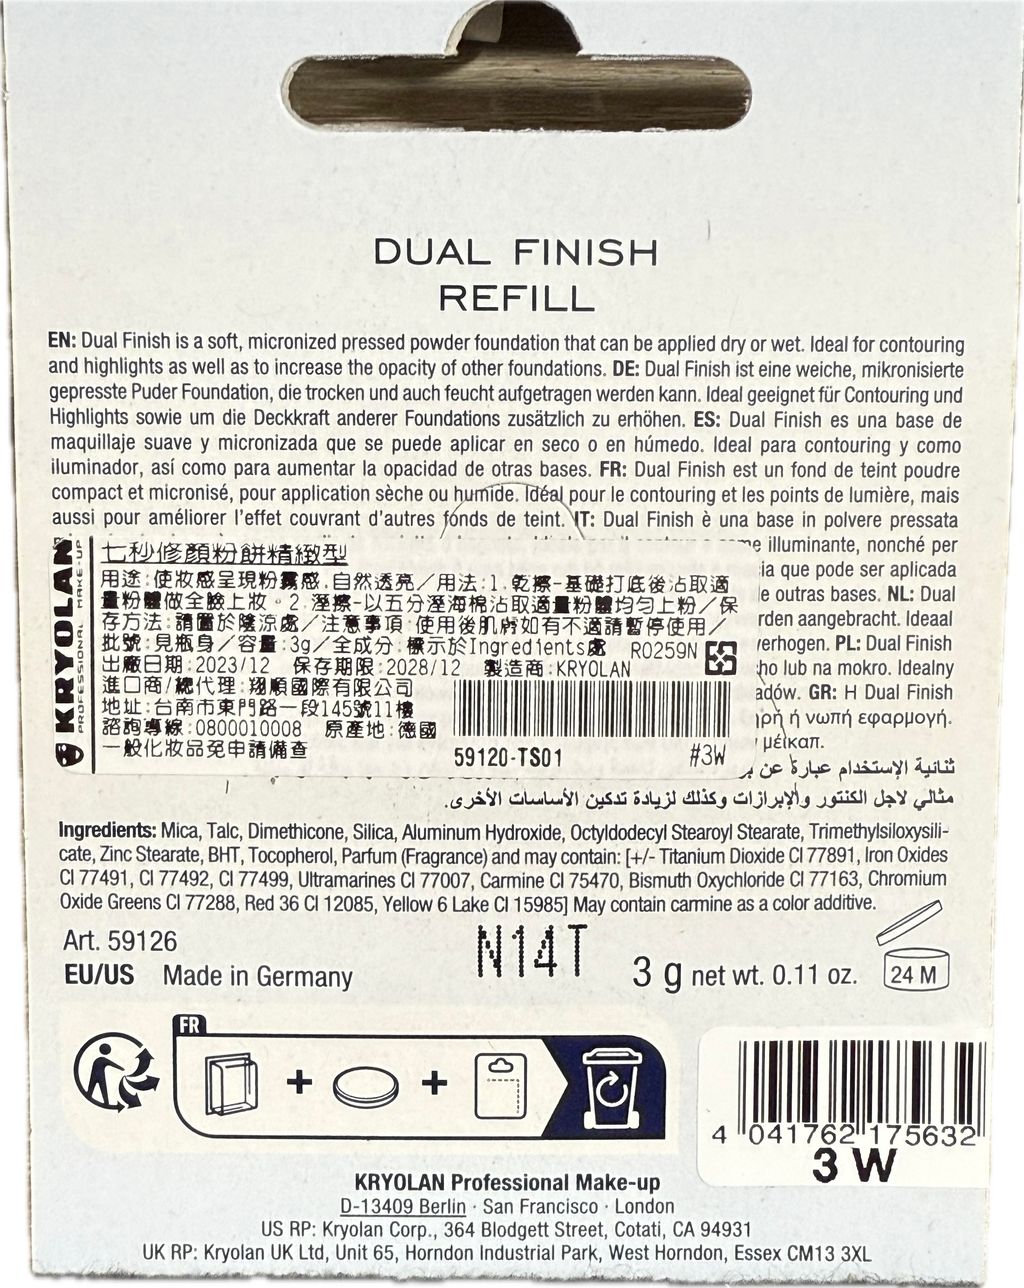 DUAL FINISH
REFILL
EN: Dual Finish is a soft, micronized pressed powder foundation that can be applied dry or wet. Ideal for contouring
and highlights as well as to increase the opacity of other foundations. DE: Dual Finish ist eine weiche, mikronisierte
gepresste Puder Foundation, die trocken und auch feucht aufgetragen werden kann. Ideal geeignet für Contouring und
Highlights sowie um die Deckkraft anderer Foundations zusätzlich zu erhöhen. ES: Dual Finish es una base de
maquillaje suave y micronizada que se puede aplicar en seco o en húmedo. Ideal para contouring y como
iluminador, así como para aumentar la opacidad de otras bases. FR: Dual Finish est un fond de teint poudre
compact et micronisé, pour application sèche ou humide. Idéal pour le contouring et les points de lumière, mais
aussi pour améliorer l'effet couvrant d'autres fonds de teint. IT: Dual Finish è una base in polvere pressata
illuminante, nonché per
que pode ser aplicada
de outras bases. NL: Dual
aangebracht. Ideaal
verhogen. PL: Dual Finish
lub na mokro. Idealny
GR: Η Dual Finish
ή νωπή εφαρμογή.
μέικαπ.
ثنائية الإستخدام عبارة عن
مثالي لاجل الكنتور والإبرازات وكذلك لزيادة تدكين الأساسات الأخرى.
KRYOLAN
PROFESSIONAL MAKE-UP
七秒修顏粉餅精緻型
用途:使妝感呈現粉霧感.自然透亮/用法:1.乾擦-基礎打底後沾取適
量粉體做全臉上妝。2.溼擦-以五分溼海棉沾取適量粉體均勻上粉/保
存方法:請置於陰涼處/注意事項:使用後肌膚如有不適請暫停使用/
批號:見瓶身/容量:3g/全成分:標示於Ingredients處 R0259N
出廠日期:2023/12 保存期限:2028/12 製造商:KRYOLAN
進口商/總代理:翔順國際有限公司
地址:台南市東門路一段145號11樓
諮詢專線:0800010008 原產地:德國
一般化妝品免申請備查
59120-TS01 #3W
Ingredients: Mica, Talc, Dimethicone, Silica, Aluminum Hydroxide, Octyldodecyl Stearoyl Stearate, Trimethylsiloxysili-
cate, Zinc Stearate, BHT, Tocopherol, Parfum (Fragrance) and may contain: [+/- Titanium Dioxide CI 77891, Iron Oxides
CI 77491, CI 77492, CI 77499, Ultramarines CI 77007, Carmine CI 75470, Bismuth Oxychloride CI 77163, Chromium
Oxide Greens CI 77288, Red 36 CI 12085, Yellow 6 Lake CI 15985] May contain carmine as a color additive.
Art. 59126
EU/US Made in Germany
N14T
3 g net wt. 0.11 oz.
24 M
FR
4 041762 175632
3 W
KRYOLAN Professional Make-up
D-13409 Berlin · San Francisco · London
US RP: Kryolan Corp., 364 Blodgett Street, Cotati, CA 94931
UK RP: Kryolan UK Ltd, Unit 65, Horndon Industrial Park, West Horndon, Essex CM13 3XL